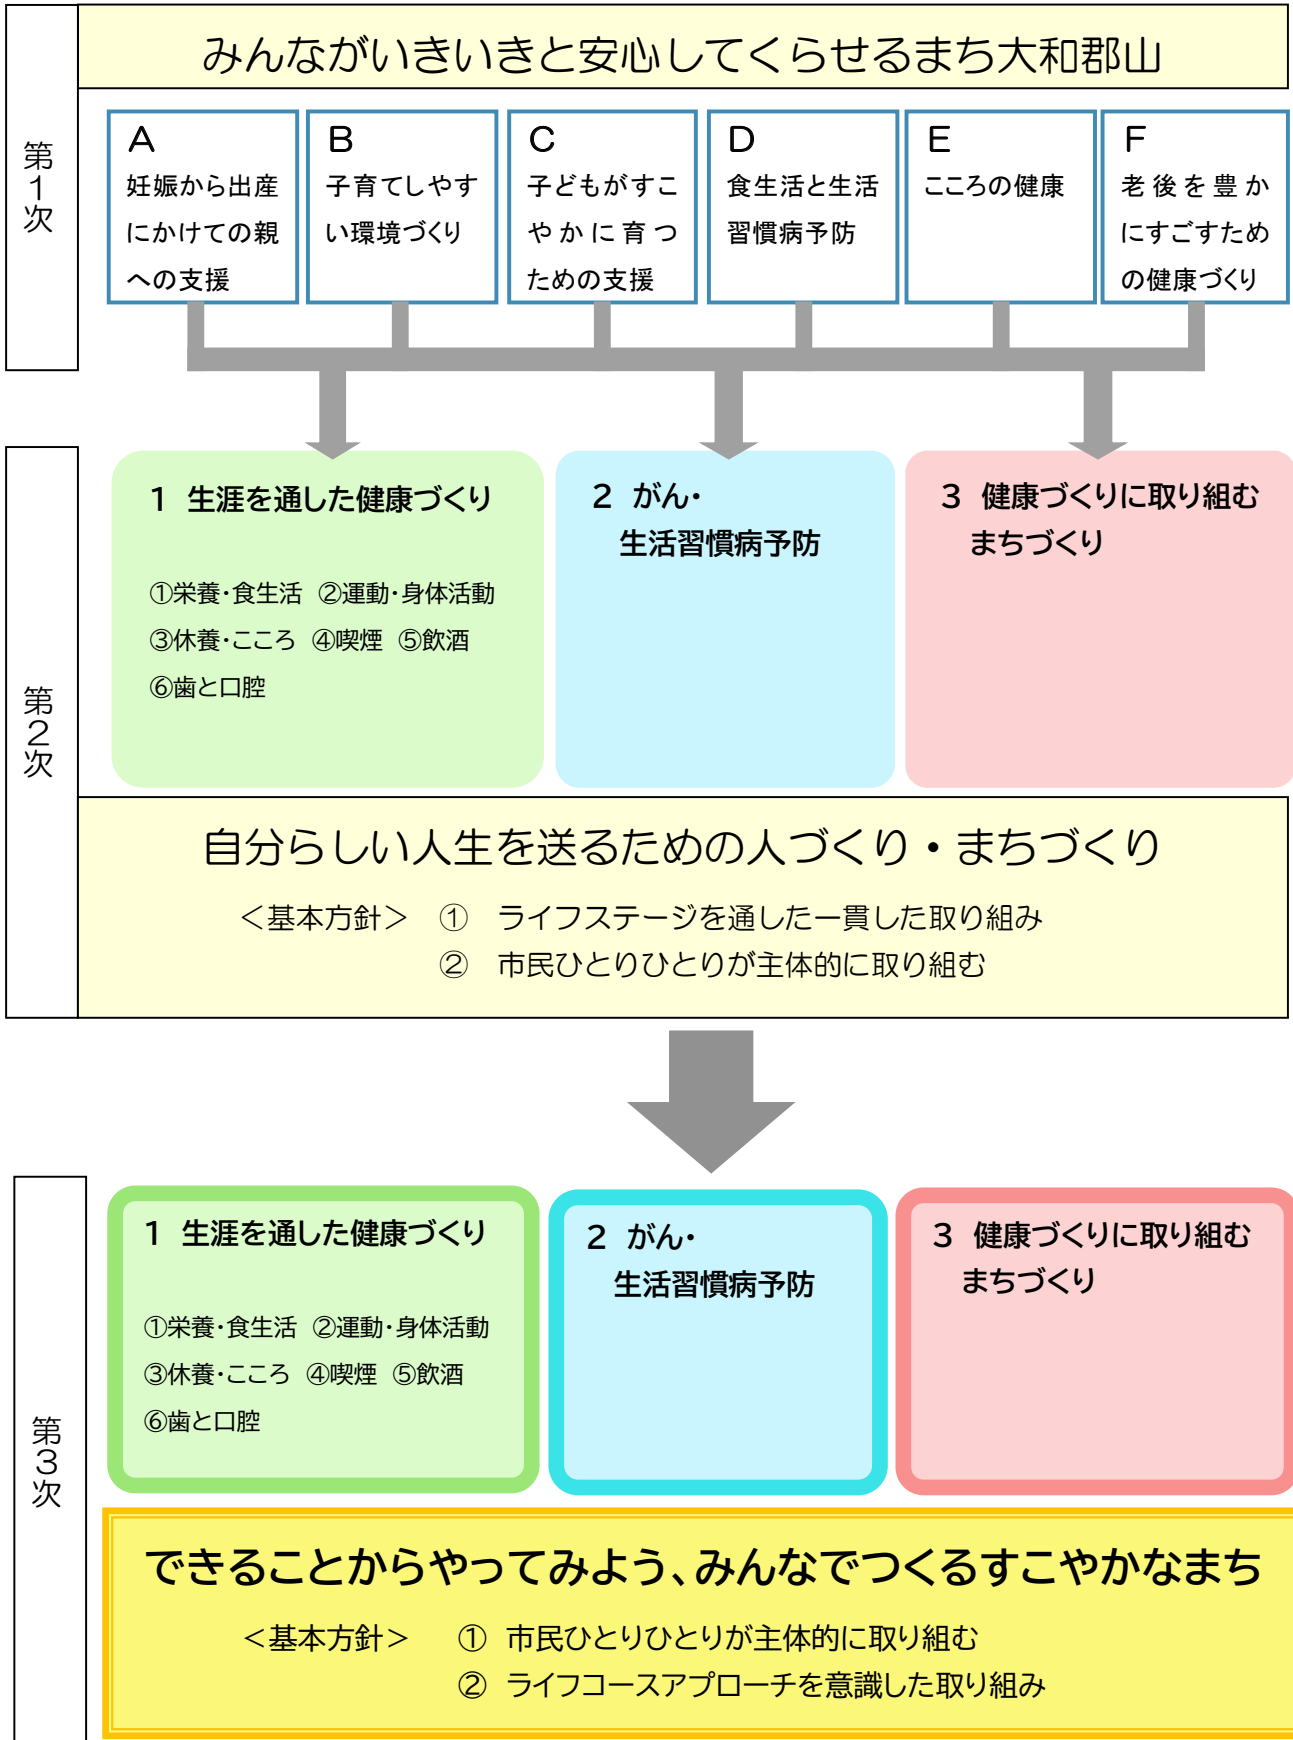 第1次
みんながいきいきと安心してくらせるまち大和郡山
A
妊娠から出産
にかけての親
への支援
B
子育てしやす
い環境づくり
C
子どもがすこ
やかに育つ
ための支援
D
食生活と生活
習慣病予防
E
こころの健康
F
老後を豊か
にすごすため
の健康づくり
第2次
1 生涯を通した健康づくり
①栄養・食生活 ②運動・身体活動
③休養・こころ ④喫煙 ⑤飲酒
⑥歯と口腔
2 がん・
生活習慣病予防
3 健康づくりに取り組む
まちづくり
自分らしい人生を送るための人づくり・まちづくり
＜基本方針＞ ① ライフステージを通した一貫した取り組み
② 市民ひとりひとりが主体的に取り組む
第3次
1 生涯を通した健康づくり
①栄養・食生活 ②運動・身体活動
③休養・こころ ④喫煙 ⑤飲酒
⑥歯と口腔
2 がん・
生活習慣病予防
3 健康づくりに取り組む
まちづくり
できることからやってみよう、みんなでつくるすこやかなまち
＜基本方針＞ ① 市民ひとりひとりが主体的に取り組む
② ライフコースアプローチを意識した取り組み